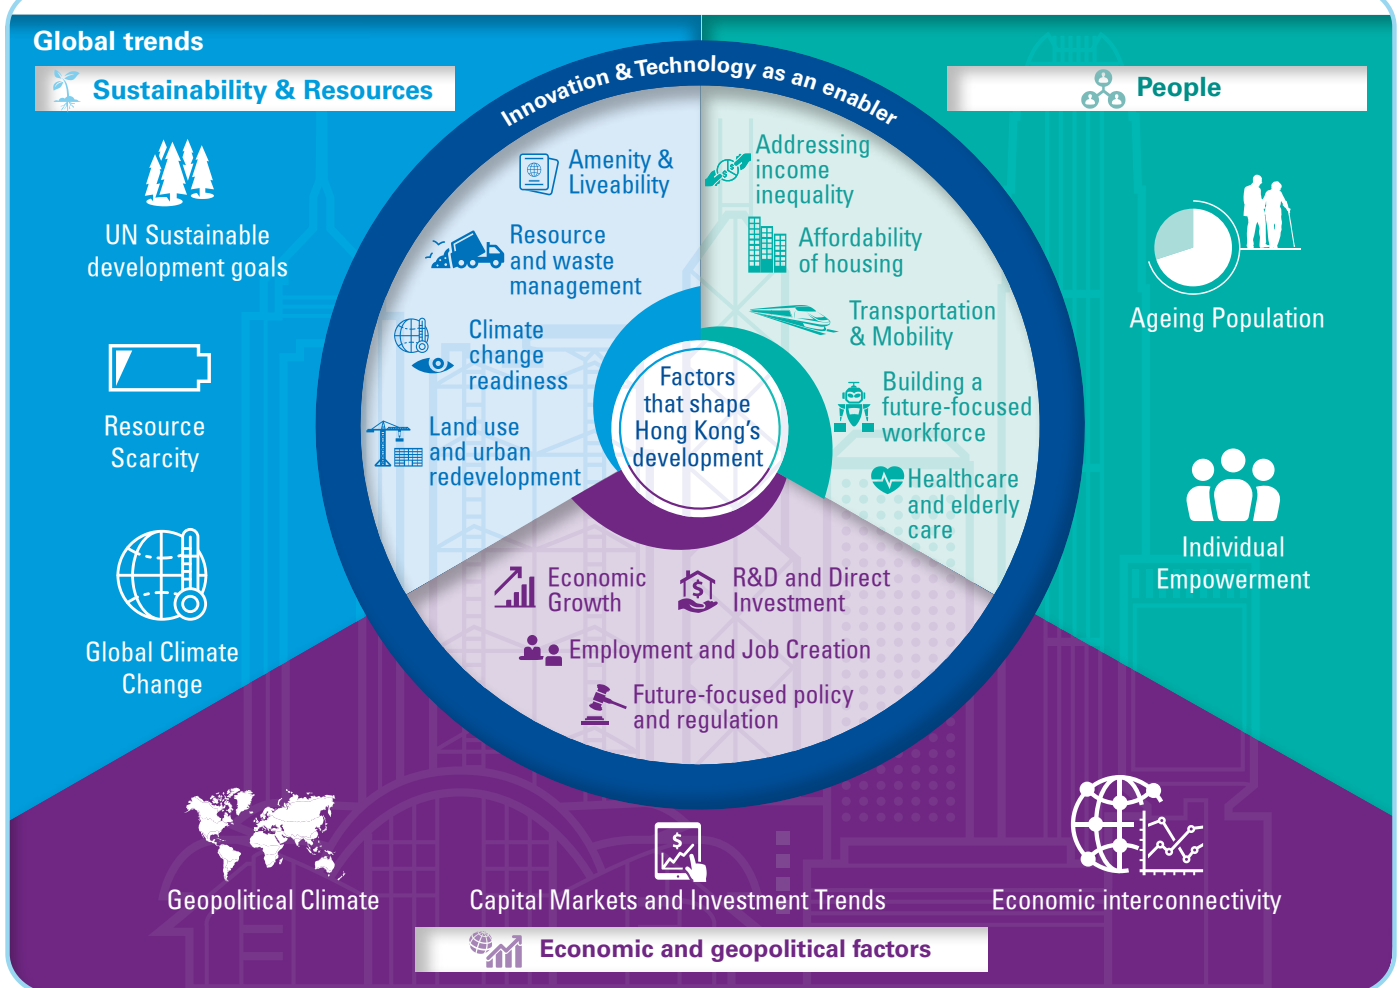 Global trends
Sustainability & Resources
UN Sustainable
development goals
Resource
Scarcity
Global Climate
Change
Innovation & Technology as an enabler
Amenity &
Liveability
Resource
and waste
management
Climate
change
readiness
Land use
and urban
redevelopment
Addressing
income
inequality
Affordability
of housing
Transportation
& Mobility
Building a
future-focused
workforce
Healthcare
and elderly
care
Factors
that shape
Hong Kong's
development
Economic
Growth
R&D and Direct
Investment
Employment and Job Creation
Future-focused policy
and regulation
People
Ageing Population
Individual
Empowerment
Geopolitical Climate
Capital Markets and Investment Trends
Economic interconnectivity
Economic and geopolitical factors